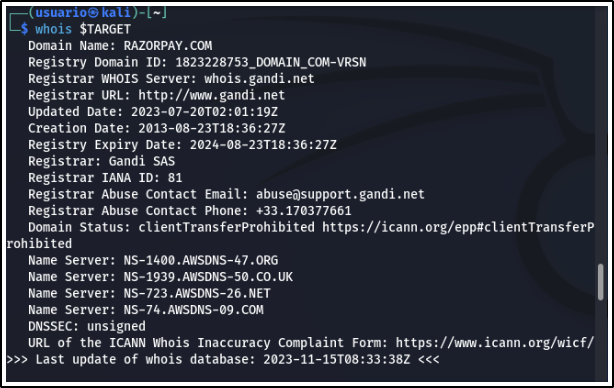 (usuario㉿kali)-[~]
$ whois $TARGET
Domain Name: RAZORPAY.COM
Registry Domain ID: 1823228753_DOMAIN_COM-VRSN
Registrar WHOIS Server: whois.gandi.net
Registrar URL: http://www.gandi.net
Updated Date: 2023-07-20T02:01:19Z
Creation Date: 2013-08-23T18:36:27Z
Registry Expiry Date: 2024-08-23T18:36:27Z
Registrar: Gandi SAS
Registrar IANA ID: 81
Registrar Abuse Contact Email: abuse@support.gandi.net
Registrar Abuse Contact Phone: +33.170377661
Domain Status: clientTransferProhibited https://icann.org/epp#clientTransferP
rohibited
Name Server: NS-1400.AWSDNS-47.ORG
Name Server: NS-1939.AWSDNS-50.CO.UK
Name Server: NS-723.AWSDNS-26.NET
Name Server: NS-74.AWSDNS-09.COM
DNSSEC: unsigned
URL of the ICANN Whois Inaccuracy Complaint Form: https://www.icann.org/wicf/
>>> Last update of whois database: 2023-11-15T08:33:38Z <<<